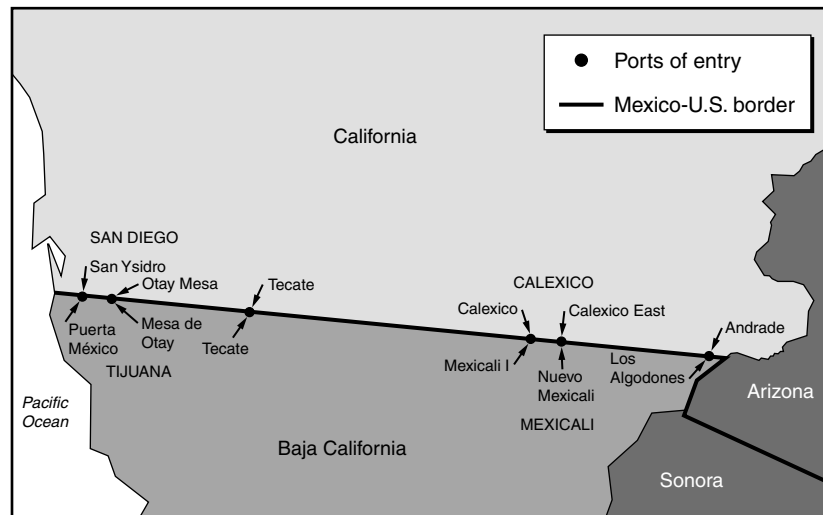 Ports of entry
Mexico-U.S. border
California
SAN DIEGO
San Ysidro
Otay Mesa
Tecate
CALEXICO
Calexico
Calexico East
Andrade
Puerta
México
Mesa de
Otay
Tecate
Mexicali I
Nuevo
Mexicali
Los
Algodones
TIJUANA
MEXICALI
Pacific
Ocean
Baja California
Arizona
Sonora